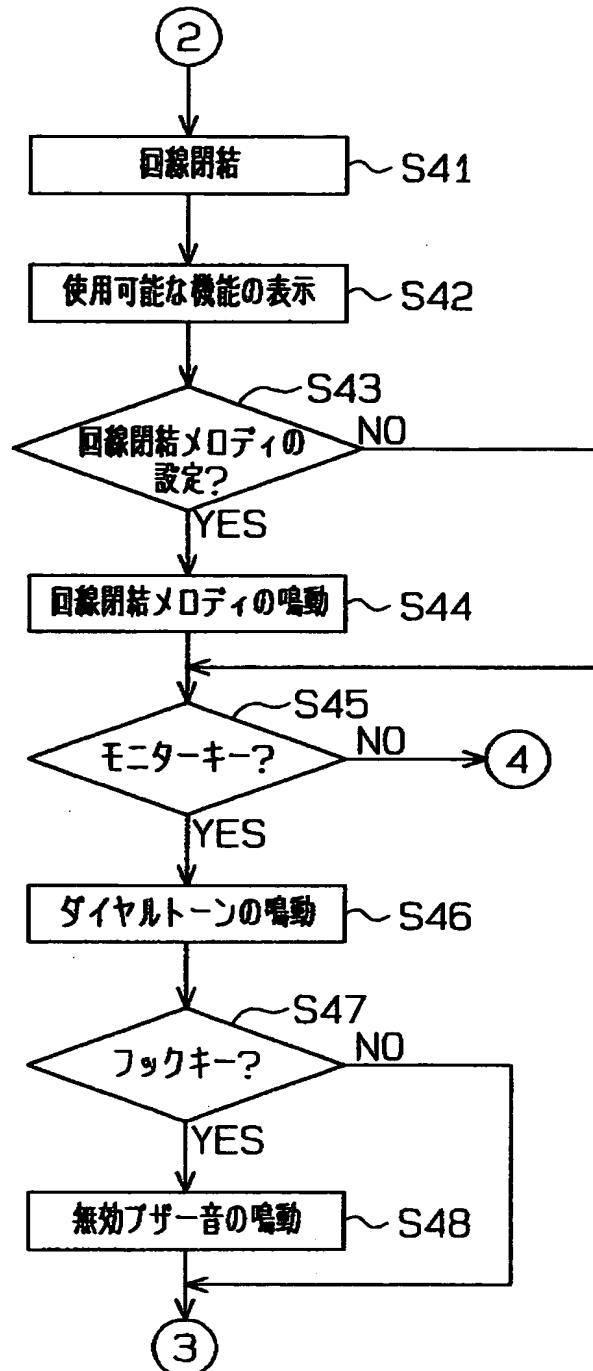 2
回線閉結
S41
使用可能な機能の表示
S42
S43
回線閉結メロディの
設定?
NO
YES
回線閉結メロディの鳴動
S44
S45
モニターキー?
NO
4
YES
ダイヤルトーンの鳴動
S46
S47
フックキー?
NO
YES
無効ブザー音の鳴動
S48
3